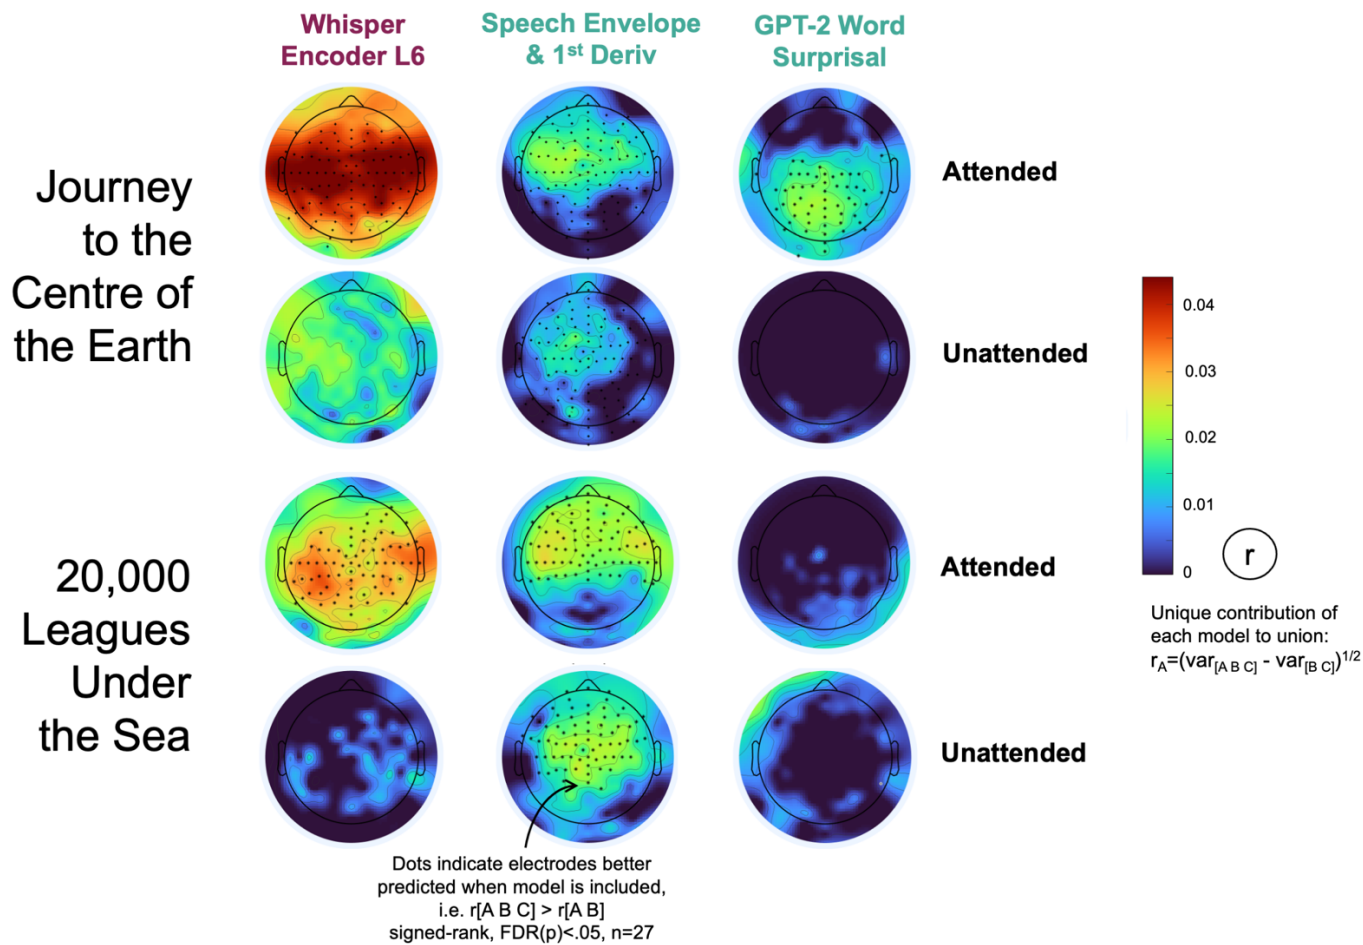 Whisper
Encoder L6
Speech Envelope
& 1st Deriv
GPT-2 Word
Surprisal
Journey
to the
Centre of
the Earth
Attended
Unattended
0.04
0.03
0.02
0.01
0
r
Unique contribution of
each model to union:
rA=(var[A B C] - var[B C])1/2
20,000
Leagues
Under
the Sea
Attended
Unattended
Dots indicate electrodes better
predicted when model is included,
i.e. r[A B C] > r[A B]
signed-rank, FDR(p)<.05, n=27